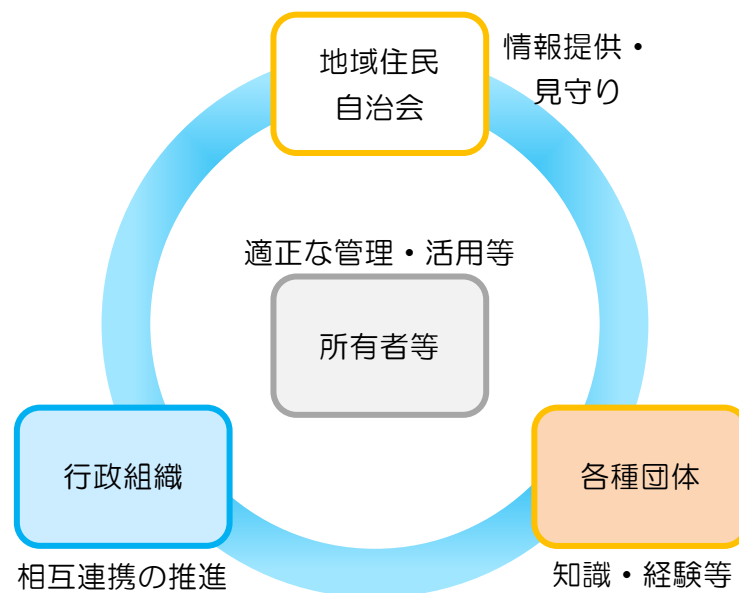 地域住民
自治会
情報提供・
見守り
適正な管理・活用等
所有者等
行政組織
相互連携の推進
各種団体
知識・経験等